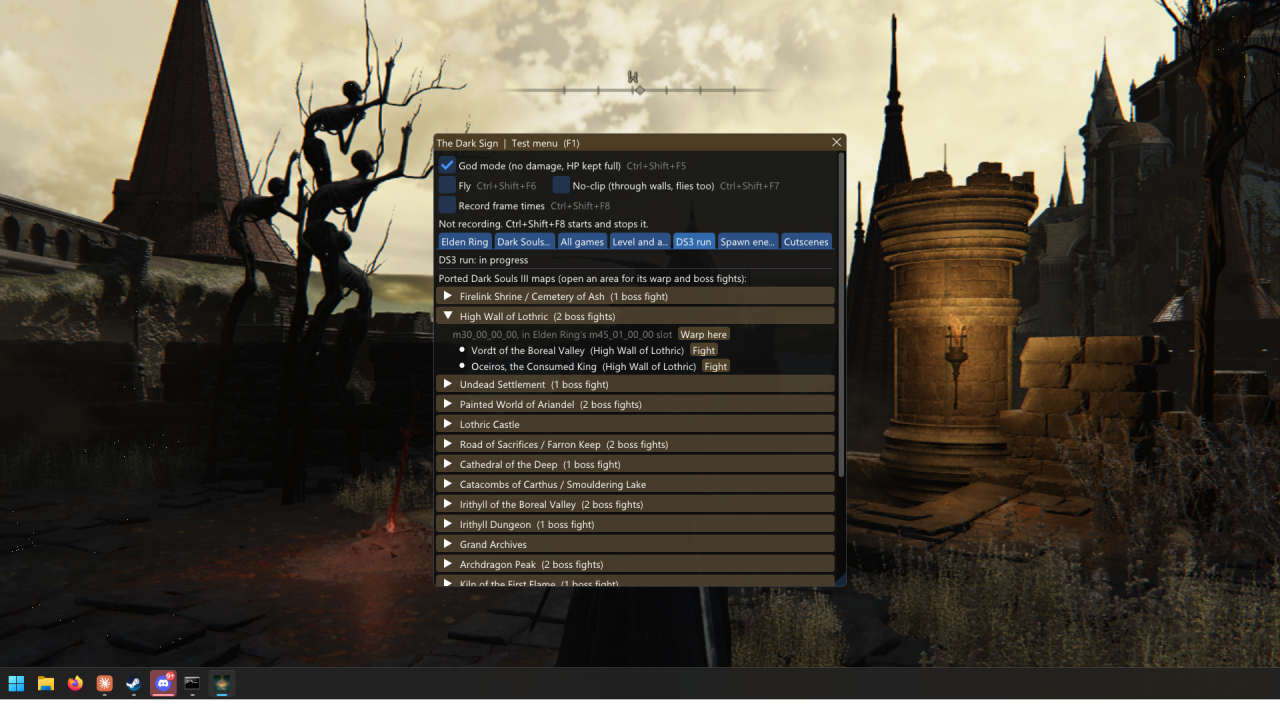 W
The Dark Sign | Test menu (F1)
God mode (no damage, HP kept full) Ctrl+Shift+F5
Fly Ctrl+Shift+F6 No-clip (through walls, flies too) Ctrl+Shift+F7
Record frame times Ctrl+Shift+F8
Not recording. Ctrl+Shift+F8 starts and stops it.
Elden Ring Dark Souls... All games Level and a... DS3 run Spawn ene... Cutscenes
DS3 run: in progress
Ported Dark Souls III maps (open an area for its warp and boss fights):
Firelink Shrine / Cemetery of Ash (1 boss fight)
High Wall of Lothric (2 boss fights)
m30_00_00_00, in Elden Ring's m45_01_00_00 slot Warp here
Vordt of the Boreal Valley (High Wall of Lothric) Fight
Oceiros, the Consumed King (High Wall of Lothric) Fight
Undead Settlement (1 boss fight)
Painted World of Ariandel (2 boss fights)
Lothric Castle
Road of Sacrifices / Farron Keep (2 boss fights)
Cathedral of the Deep (1 boss fight)
Catacombs of Carthus / Smouldering Lake
Irithyll of the Boreal Valley (2 boss fights)
Irithyll Dungeon (1 boss fight)
Grand Archives
Archdragon Peak (2 boss fights)
Kiln of the First Flame (1 boss fight)